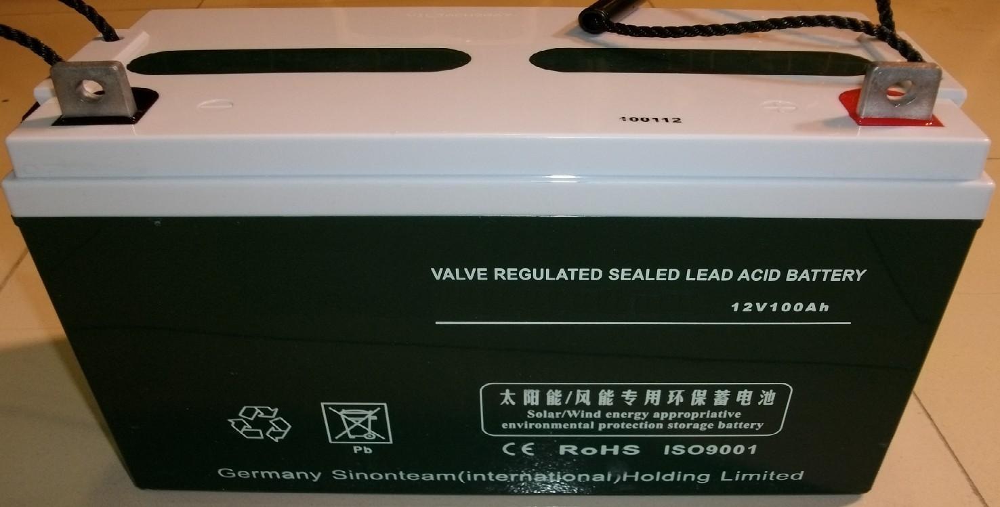 100112
VALVE REGULATED SEALED LEAD ACID BATTERY
12V100Ah
太阳能/风能专用环保蓄电池
Solar/Wind energy appropriative
environmental protection storage battery
Pb
CE RoHS ISO9001
Germany Sinonteam(international)Holding Limited